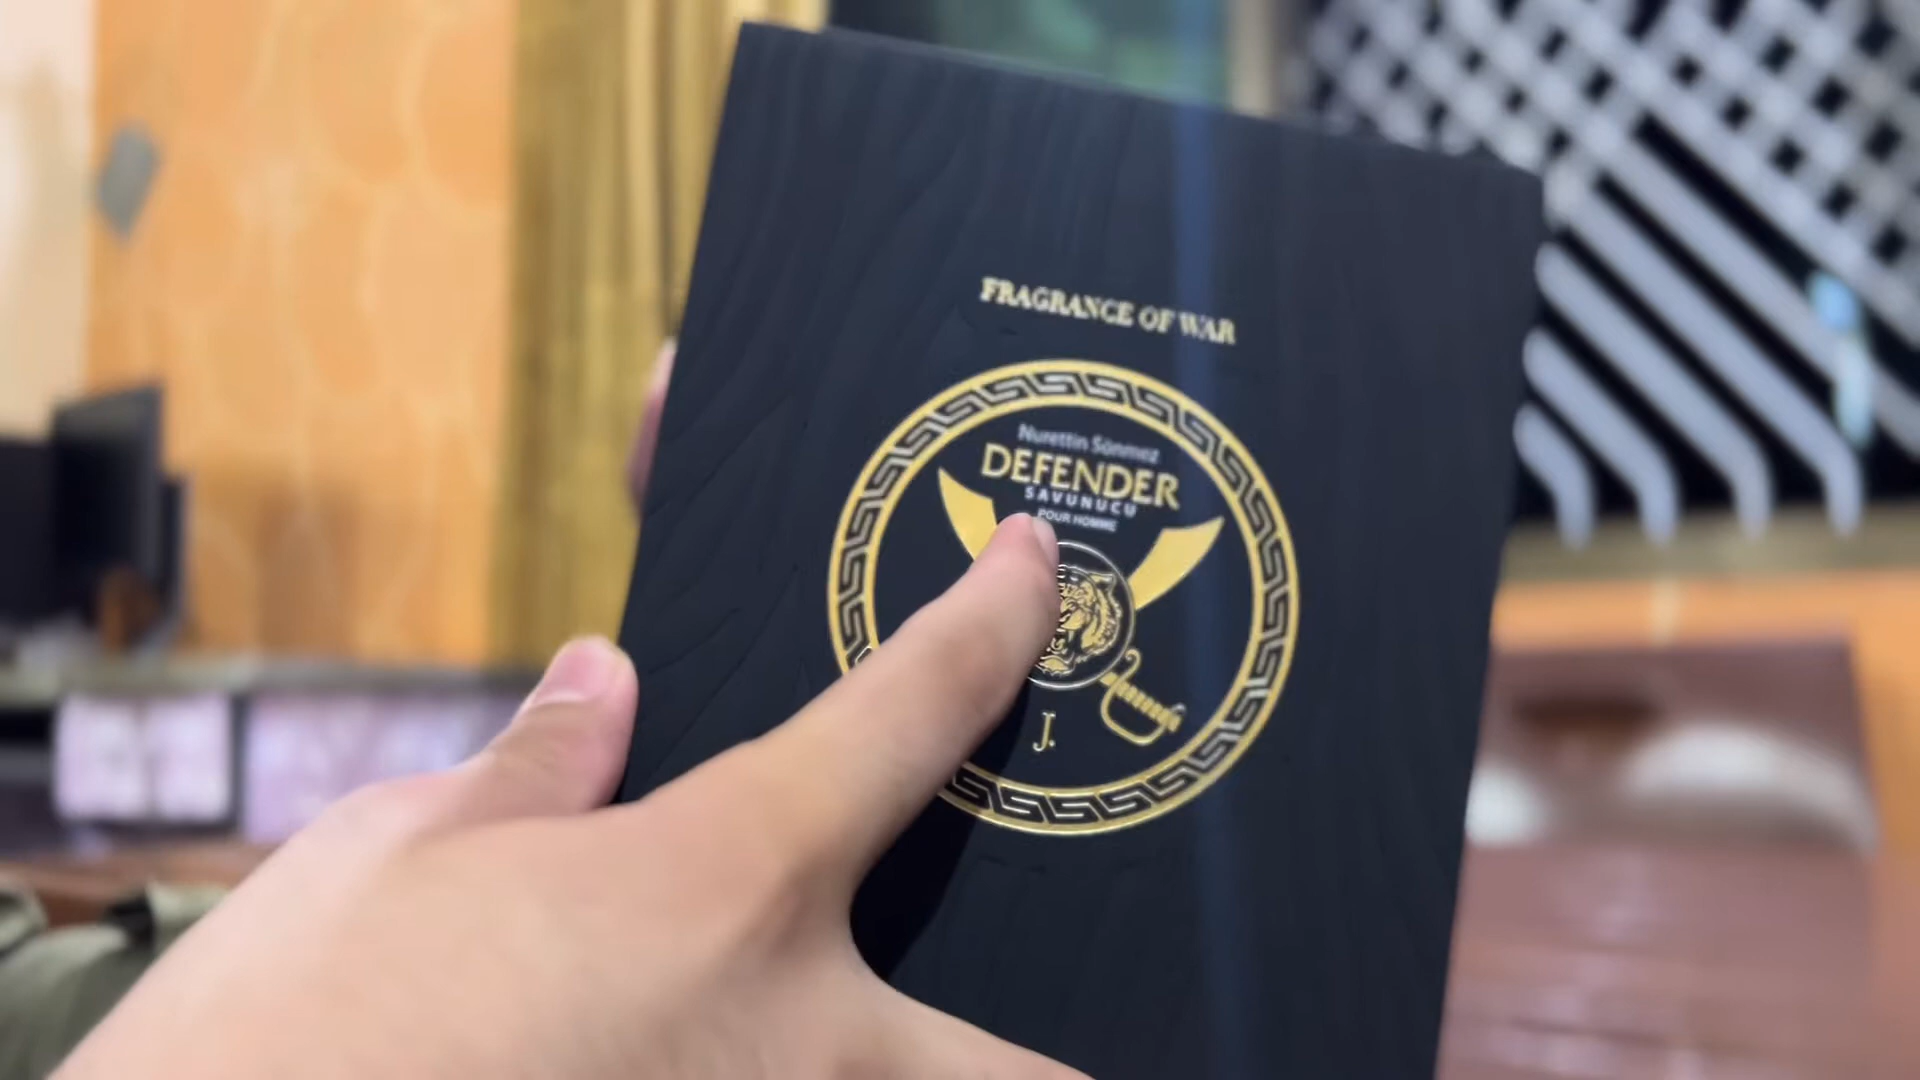 FRAGRANCE OF WAR
Nurettin Sönmez
DEFENDER
SAVUNUCU
POUR HOMME
J.